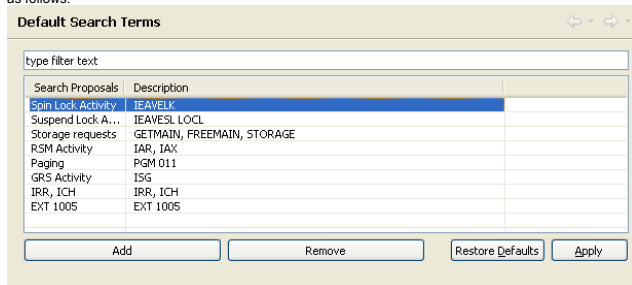 as follows:
Default Search Terms
type filter text
Search Proposals Description
Spin Lock Activity IEAVELK
Suspend Lock A... IEAVESL LOCL
Storage requests GETMAIN, FREEMAIN, STORAGE
RSM Activity IAR, IAX
Paging PGM 011
GRS Activity ISG
IRR, ICH IRR, ICH
EXT 1005 EXT 1005
Add Remove Restore Defaults Apply